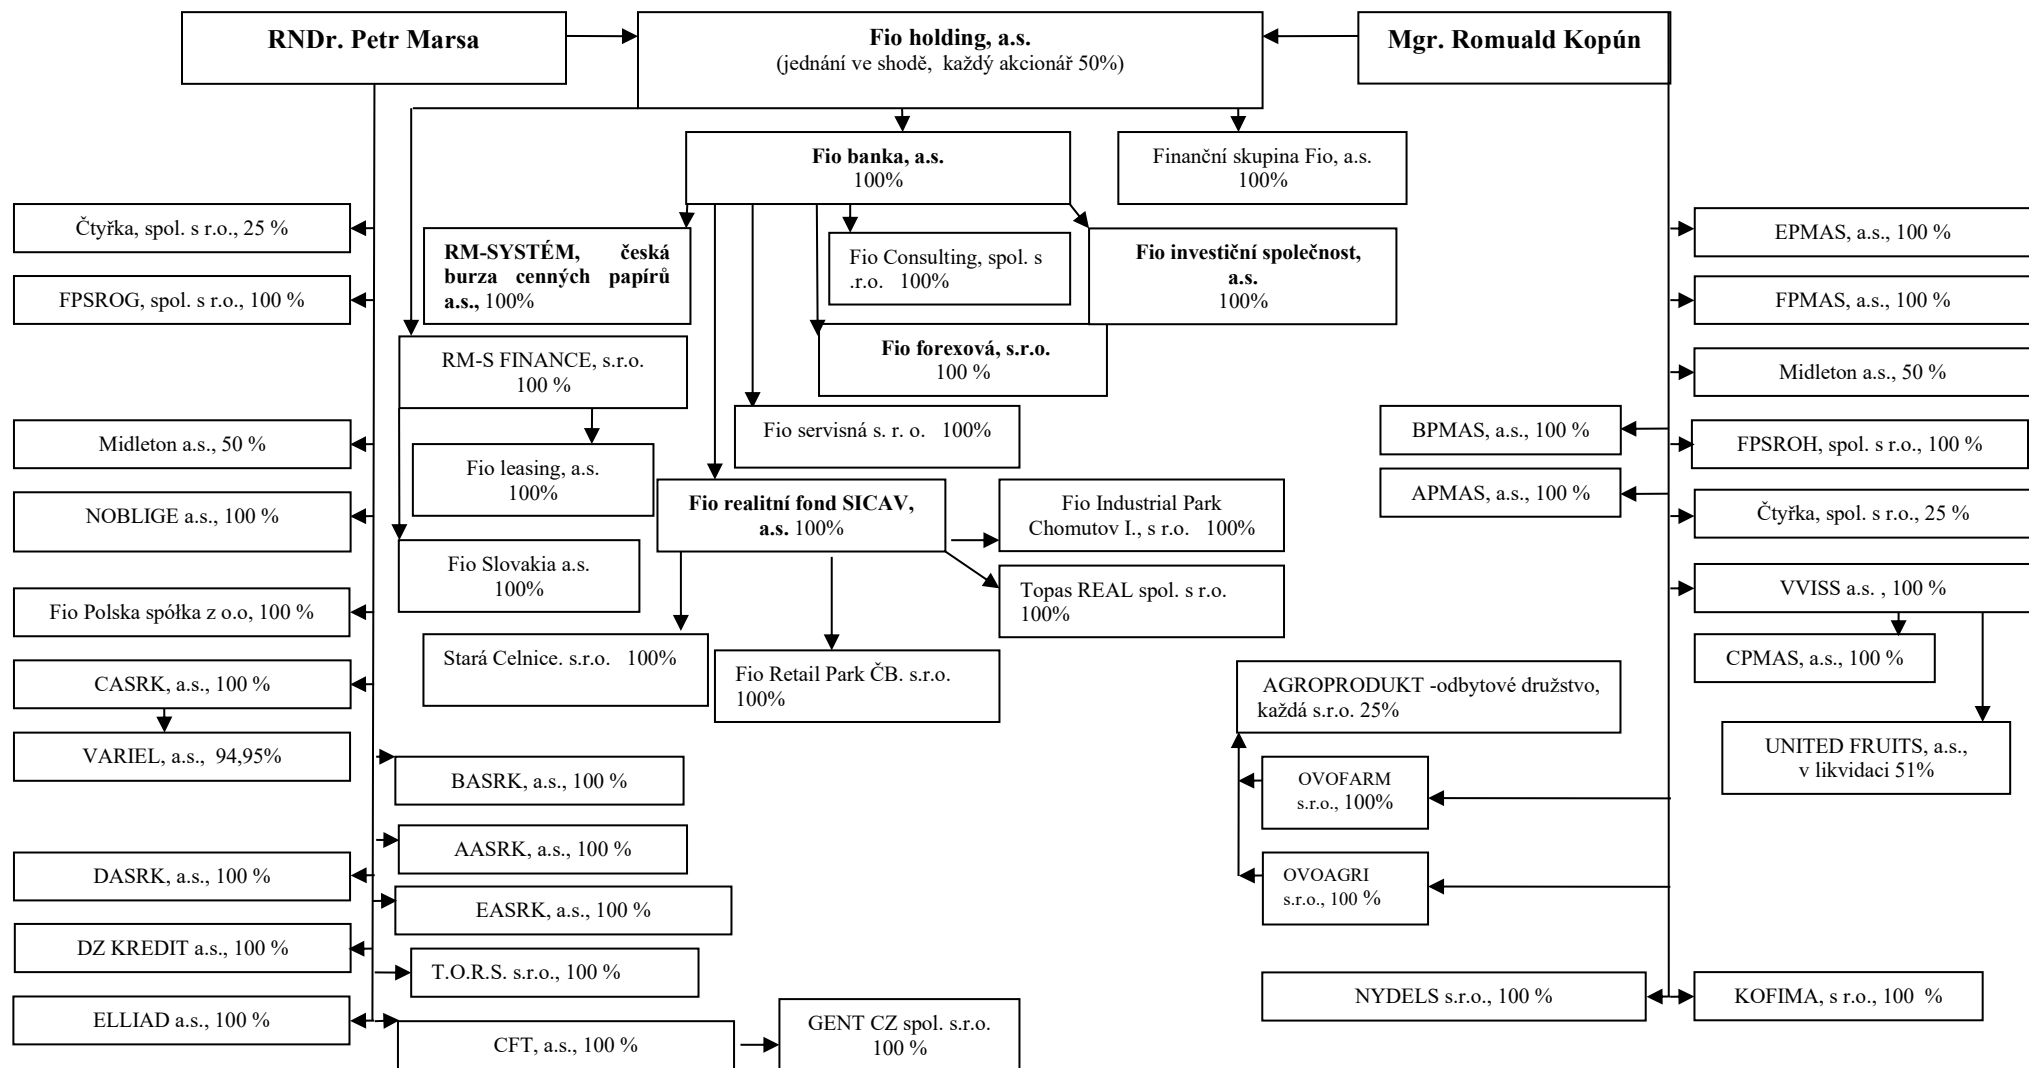 RNDr. Petr Marsa
Fio holding, a.s.
(jednání ve shodě, každý akcionář 50%)
Mgr. Romuald Kopún
Fio banka, a.s.
100%
Finanční skupina Fio, a.s.
100%
Čtyřka, spol. s r.o., 25 %
FPSROG, spol. s r.o., 100 %
RM-SYSTÉM, česká
burza cenných papírů
a.s., 100%
Fio Consulting, spol. s
.r.o. 100%
Fio investiční společnost,
a.s.
100%
EPMAS, a.s., 100 %
FPMAS, a.s., 100 %
RM-S FINANCE, s.r.o.
100 %
Fio forexová, s.r.o.
100 %
Midleton a.s., 50 %
Midleton a.s., 50 %
Fio servisná s. r. o. 100%
BPMAS, a.s., 100 %
FPSROH, spol. s r.o., 100 %
Fio leasing, a.s.
100%
APMAS, a.s., 100 %
NOBLIGE a.s., 100 %
Fio realitní fond SICAV,
a.s. 100%
Fio Industrial Park
Chomutov I., s r.o. 100%
Čtyřka, spol. s r.o., 25 %
Fio Slovakia a.s.
100%
Topas REAL spol. s r.o.
100%
VVISS a.s. , 100 %
Fio Polska spółka z o.o, 100 %
Stará Celnice. s.r.o. 100%
Fio Retail Park ČB. s.r.o.
100%
CPMAS, a.s., 100 %
CASRK, a.s., 100 %
AGROPRODUKT -odbytové družstvo,
každá s.r.o. 25%
VARIEL, a.s., 94,95%
UNITED FRUITS, a.s.,
v likvidaci 51%
BASRK, a.s., 100 %
OVOFARM
s.r.o., 100%
AASRK, a.s., 100 %
DASRK, a.s., 100 %
OVOAGRI
s.r.o., 100 %
EASRK, a.s., 100 %
DZ KREDIT a.s., 100 %
T.O.R.S. s.r.o., 100 %
NYDELS s.r.o., 100 %
KOFIMA, s r.o., 100 %
ELLIAD a.s., 100 %
CFT, a.s., 100 %
GENT CZ spol. s.r.o.
100 %